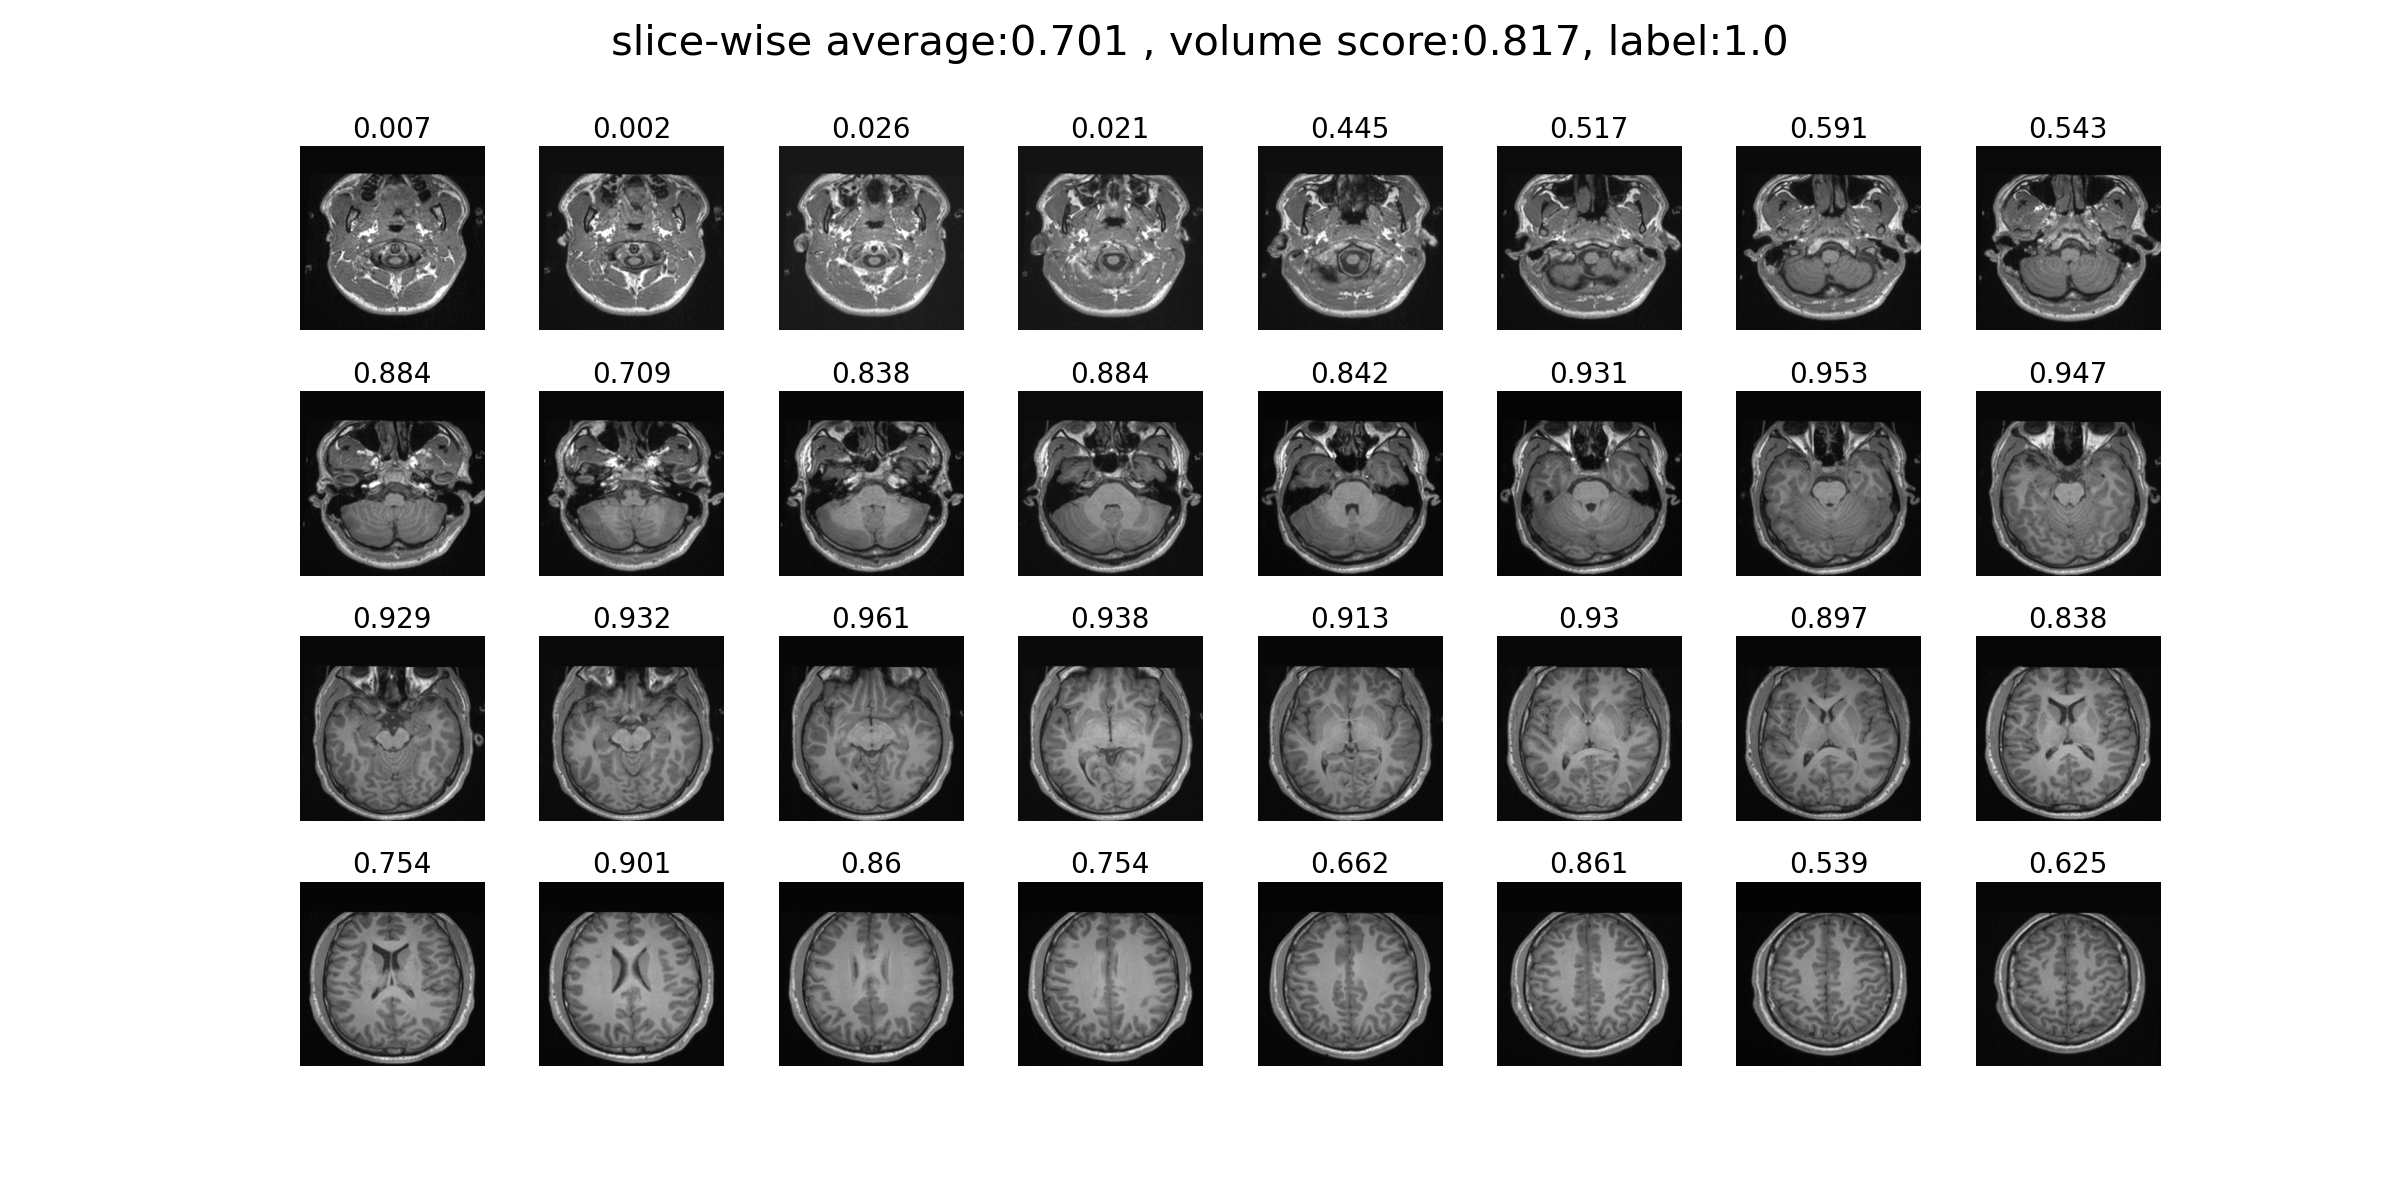 slice-wise average:0.701 , volume score:0.817, label:1.0
0.007 0.002 0.026 0.021 0.445 0.517 0.591 0.543
0.884 0.709 0.838 0.884 0.842 0.931 0.953 0.947
0.929 0.932 0.961 0.938 0.913 0.93 0.897 0.838
0.754 0.901 0.86 0.754 0.662 0.861 0.539 0.625